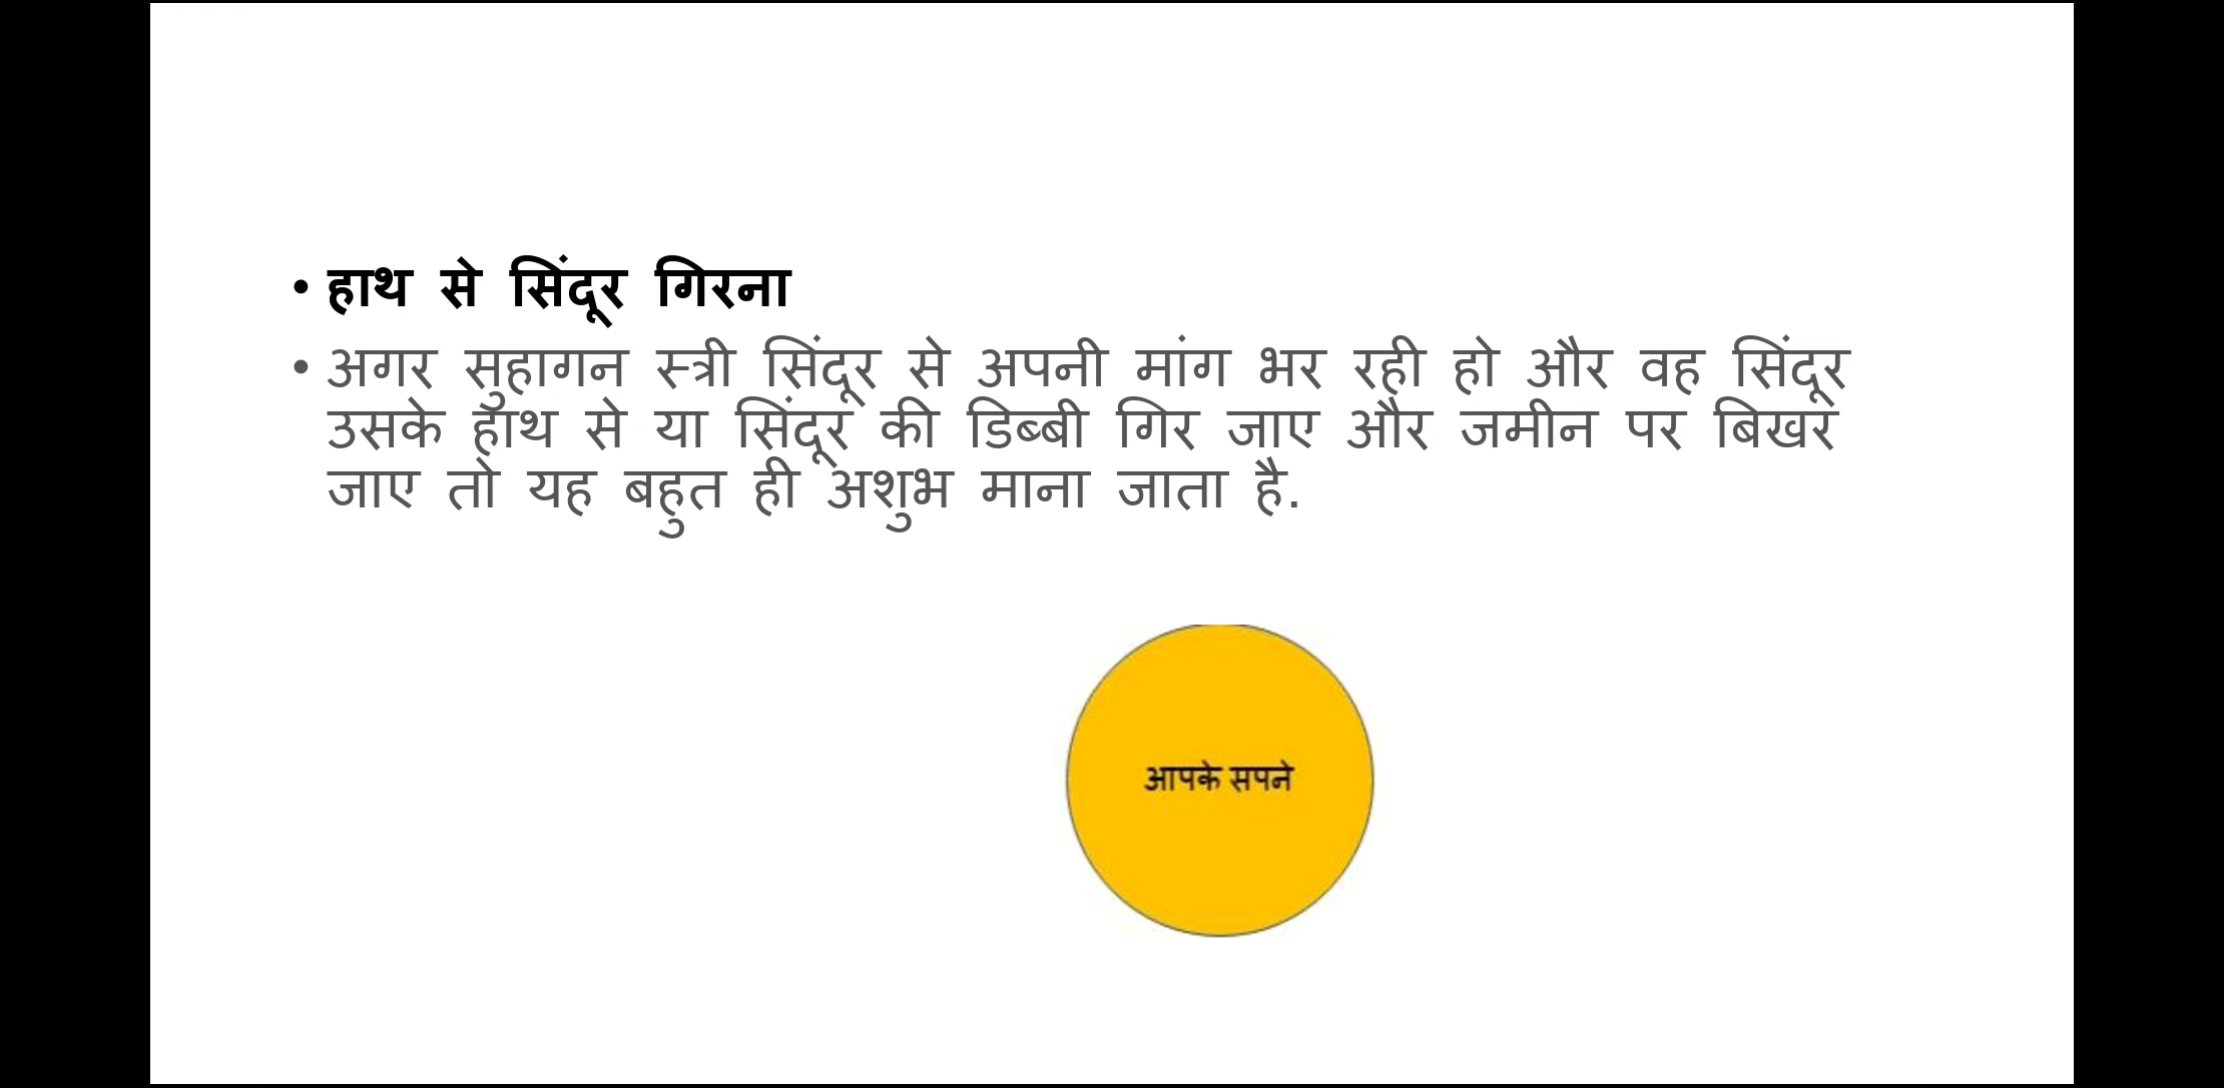 • हाथ से सिंदूर गिरना
• अगर सुहागन स्त्री सिंदूर से अपनी मांग भर रही हो और वह सिंदूर
उसके हाथ से या सिंदूर की डिब्बी गिर जाए और जमीन पर बिखर
जाए तो यह बहुत ही अशुभ माना जाता है.
आपके सपने